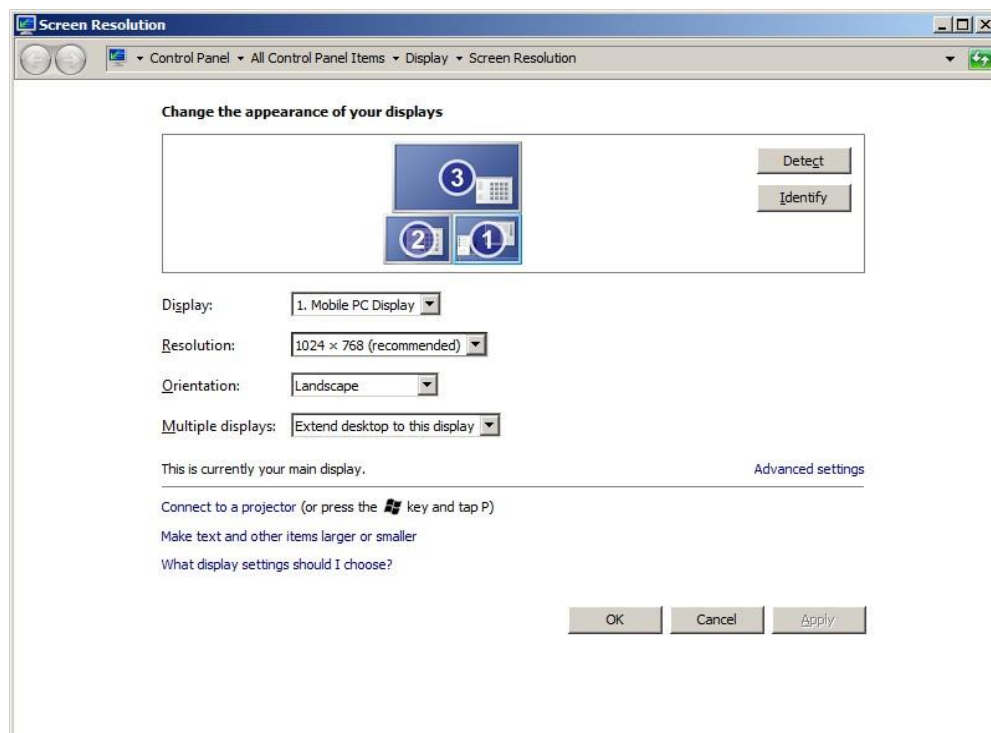 Screen Resolution
Control Panel All Control Panel Items Display Screen Resolution
Change the appearance of your displays
3
2 1
Detect
Identify
Display: 1. Mobile PC Display
Resolution: 1024 × 768 (recommended)
Orientation: Landscape
Multiple displays: Extend desktop to this display
This is currently your main display. Advanced settings
Connect to a projector (or press the key and tap P)
Make text and other items larger or smaller
What display settings should I choose?
OK Cancel Apply